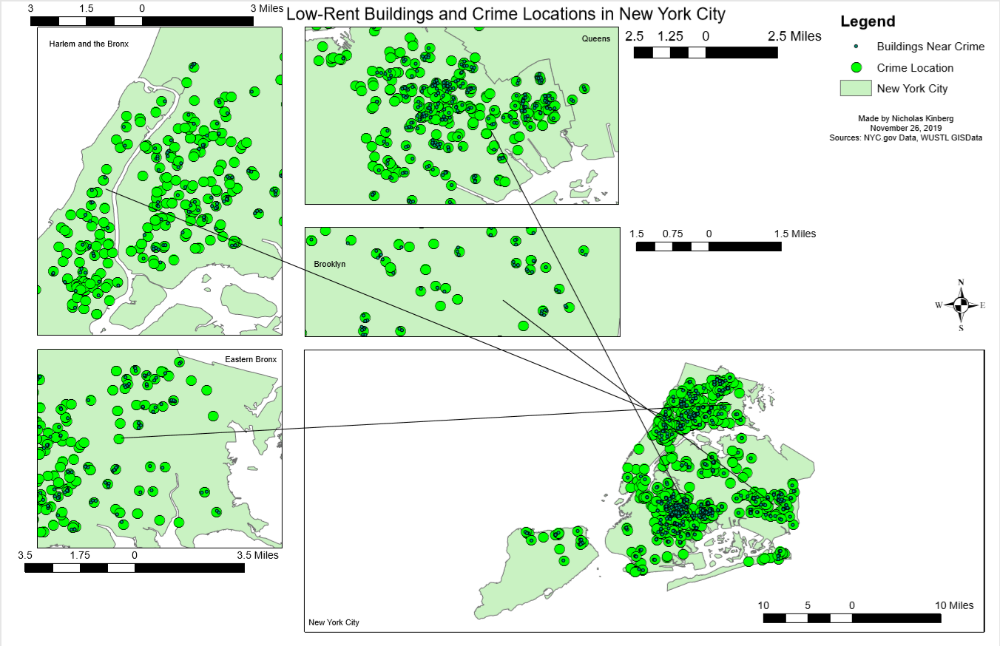 3 1.5 0 3 Miles
Low-Rent Buildings and Crime Locations in New York City
Harlem and the Bronx
Queens
2.5 1.25 0 2.5 Miles
Legend
Buildings Near Crime
Crime Location
New York City
Made by Nicholas Kinberg
November 26, 2019
Sources: NYC.gov Data, WUSTL GISData
Brooklyn
1.5 0.75 0 1.5 Miles
N
W E
S
Eastern Bronx
3.5 1.75 0 3.5 Miles
New York City
10 5 0 10 Miles